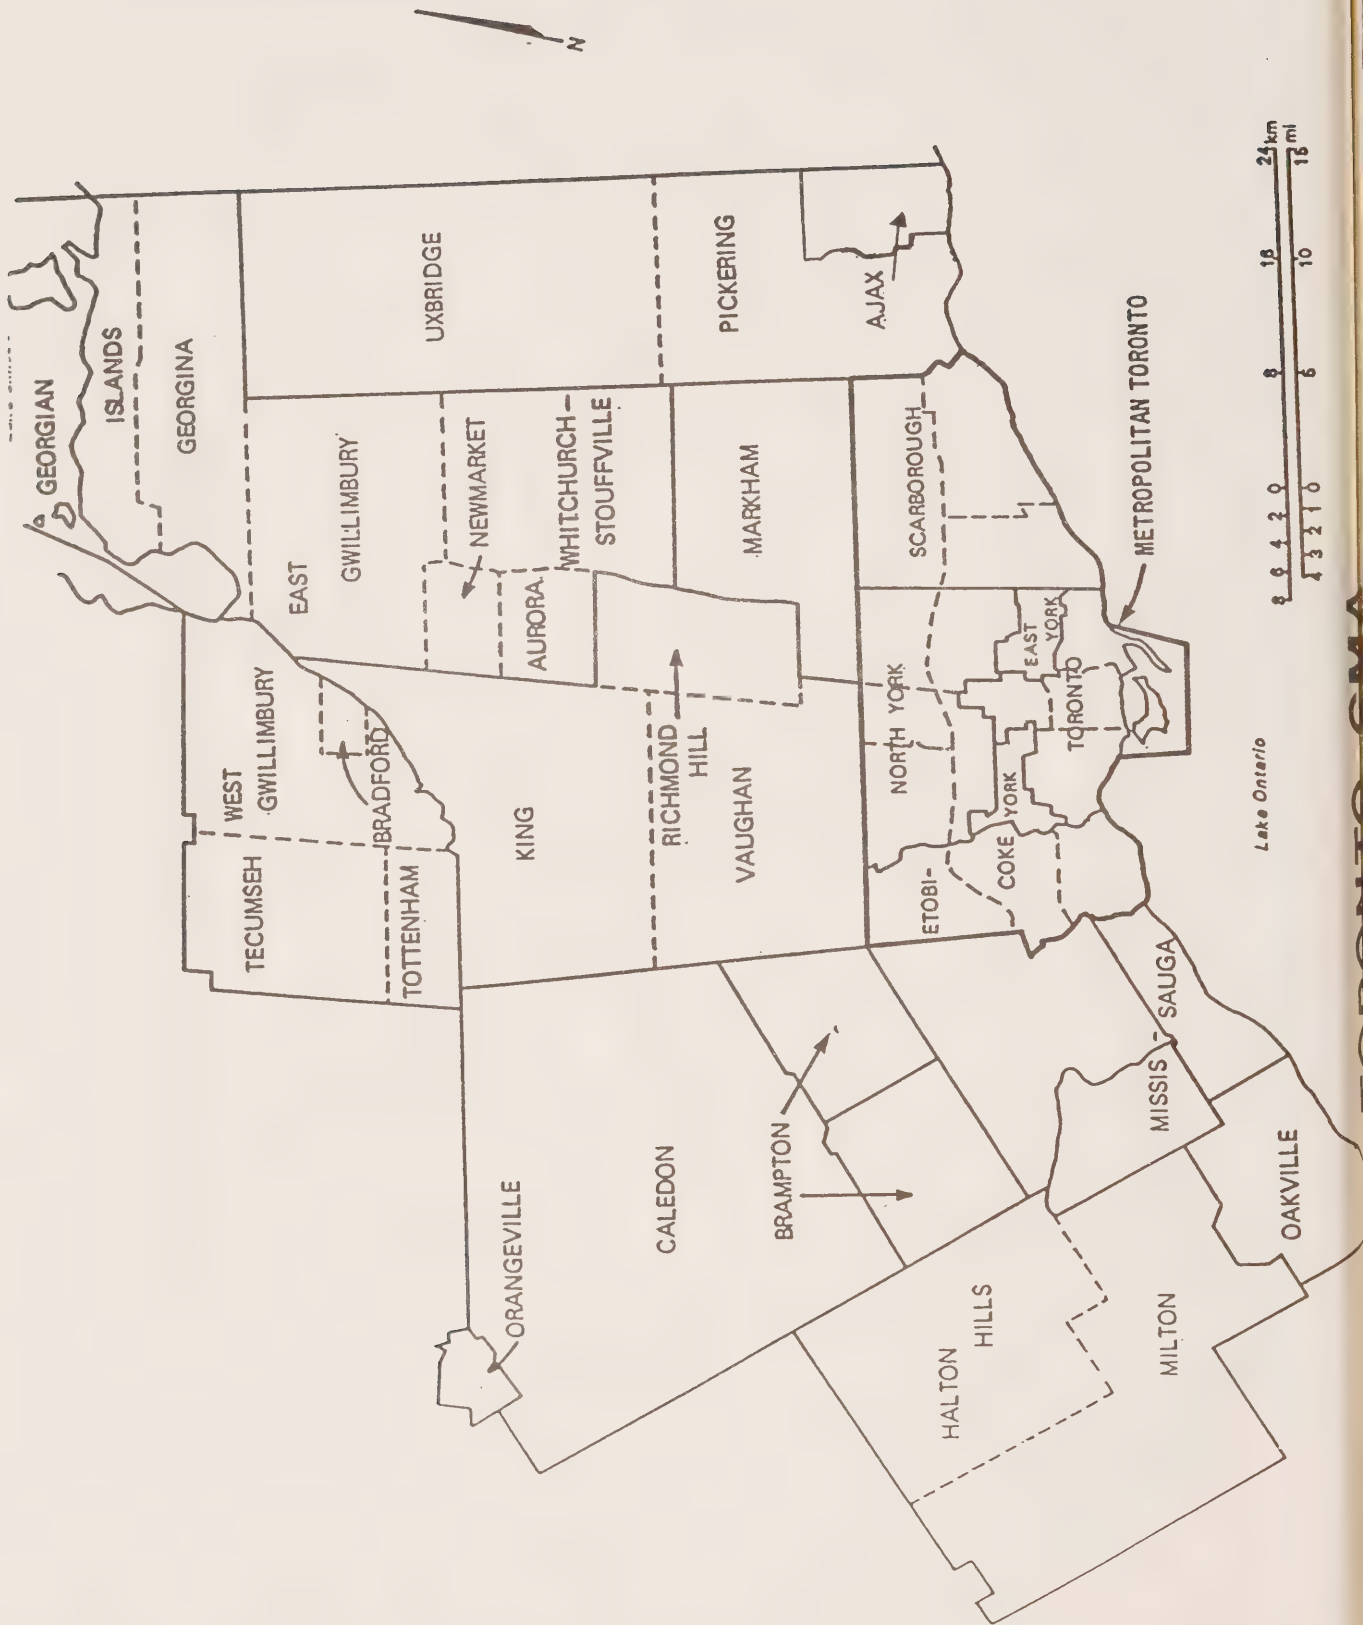 N
GEORGIAN
ISLANDS
GEORGINA
UXBRIDGE
PICKERING
AJAX
EAST
GWILLIMBURY
NEWMARKET
WHITCHURCH–
STOUFFVILLE
AURORA
MARKHAM
SCARBOROUGH
METROPOLITAN TORONTO
WEST
GWILLIMBURY
BRADFORD
TECUMSEH
TOTTENHAM
KING
RICHMOND
HILL
VAUGHAN
NORTH YORK
EAST
YORK
TORONTO
YORK
ETOBI-
COKE
ORANGEVILLE
CALEDON
BRAMPTON
MISSIS - SAUGA
OAKVILLE
HALTON
HILLS
MILTON
Lake Ontario
8 6 4 2 0 8 16 24 km
4 3 2 1 0 5 10 15 mi
TORONTO CMA